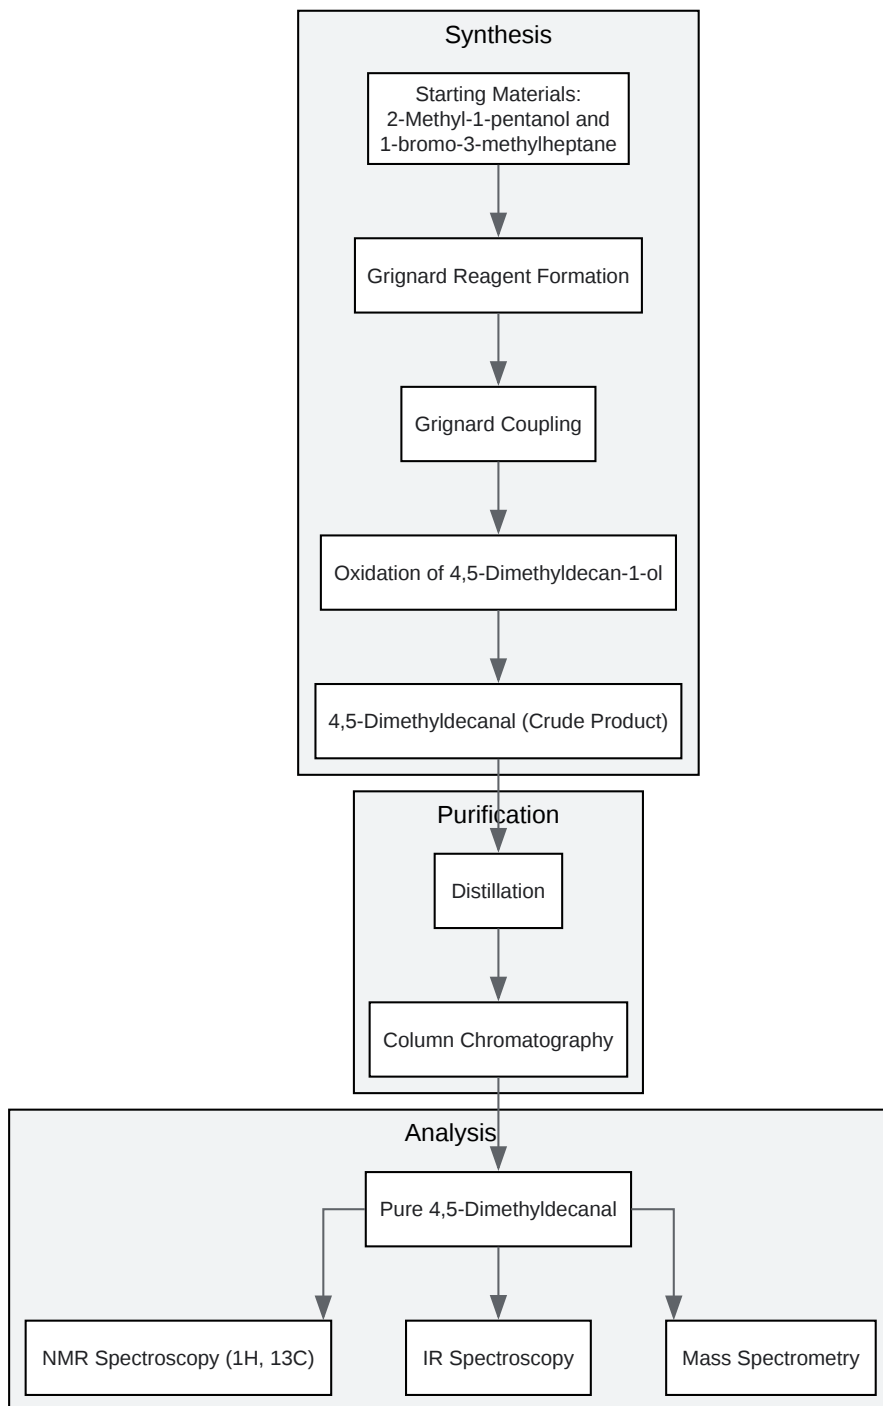 Synthesis
Starting Materials:
2-Methyl-1-pentanol and
1-bromo-3-methylheptane
Grignard Reagent Formation
Grignard Coupling
Oxidation of 4,5-Dimethyldecan-1-ol
4,5-Dimethyldecanal (Crude Product)
Purification
Distillation
Column Chromatography
Analysis
Pure 4,5-Dimethyldecanal
NMR Spectroscopy (1H, 13C)
IR Spectroscopy
Mass Spectrometry